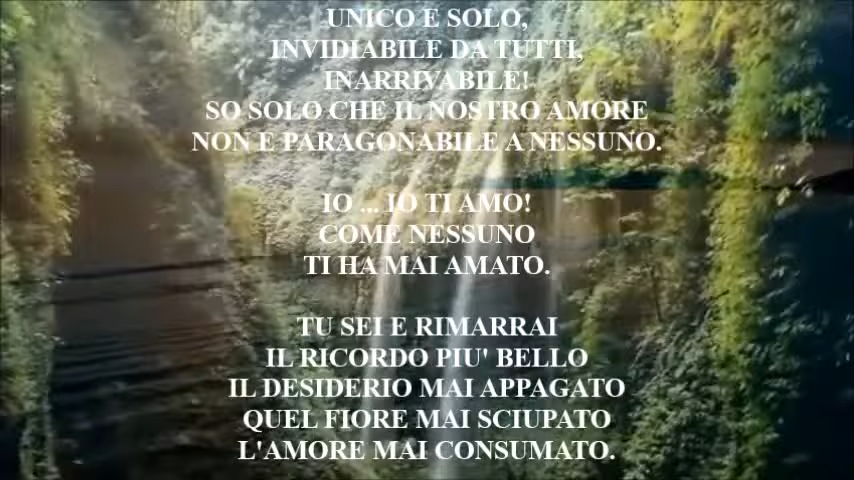 UNICO E SOLO,
INVIDIABILE DA TUTTI,
INARRIVABILE!
SO SOLO CHE IL NOSTRO AMORE
NON E PARAGONABILE A NESSUNO.
IO ... IO TI AMO!
COME NESSUNO
TI HA MAI AMATO.
TU SEI E RIMARRAI
IL RICORDO PIU' BELLO
IL DESIDERIO MAI APPAGATO
QUEL FIORE MAI SCIUPATO
L'AMORE MAI CONSUMATO.